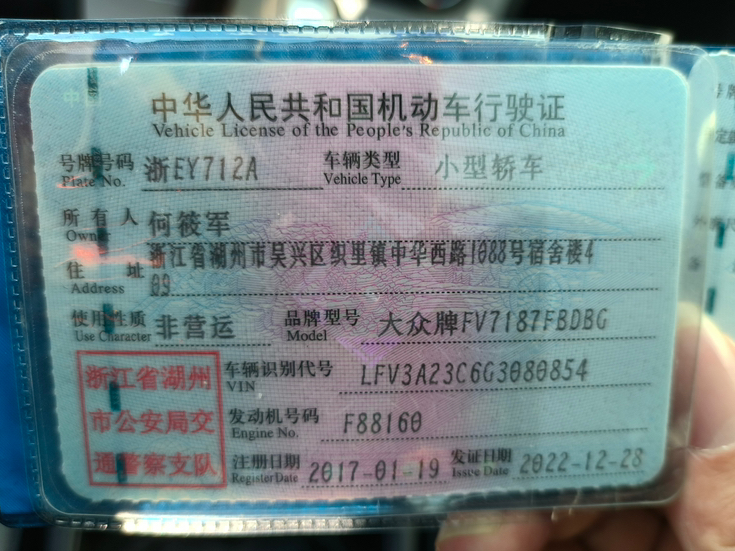 中华人民共和国机动车行驶证
Vehicle License of the People's Republic of China
号牌号码 浙EY712A 车辆类型 小型轿车
Plate No. Vehicle Type
所有人 何筱军
Owner
浙江省湖州市吴兴区织里镇中华西路1088号宿舍楼4
住址 09
Address
使用性质 非营运 品牌型号 大众牌FV7187FBDBG
Use Character Model
浙江省湖州
市公安局交
通警察支队
车辆识别代号 LFV3A23C6G3080854
VIN
发动机号码 F88160
Engine No.
注册日期 2017-01-19 发证日期 2022-12-28
Register Date Issue Date